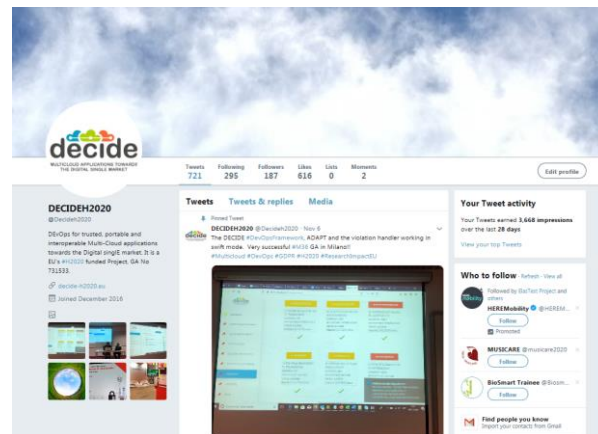 decide
MULTICLOUD APPLICATIONS TOWARDS
THE DIGITAL SINGLE MARKET
Tweets Following Followers Likes Lists Moments
721 295 187 616 0 2
Edit profile
DECIDEH2020
@Decideh2020
DEvOps for trusted, portable and
interoperable Multi-Cloud applications
towards the Digital singlE market. It is a
EU's #H2020 funded Project, GA No
731533.
decide-h2020.eu
Joined December 2016
Tweets Tweets & replies Media
Pinned Tweet
DECIDEH2020 @Decideh2020 · Nov 6
The DECIDE #DevOpsFramework, ADAPT and the violation handler working in
swift mode. Very successful #M36 GA in Milano!!
#Multicloud #DevOps #GDPR #H2020 #ResearchImpactEU
Your Tweet activity
Your Tweets earned 3,668 impressions
over the last 28 days
View your top Tweets
Who to follow · Refresh · View all
Followed by BioTest Project and
others
HEREMobility @HEREM...
Follow
Promoted
MUSICARE @musicare2020
Follow
BioSmart Trainee @Biosm...
Follow
Find people you know
Import your contacts from Gmail